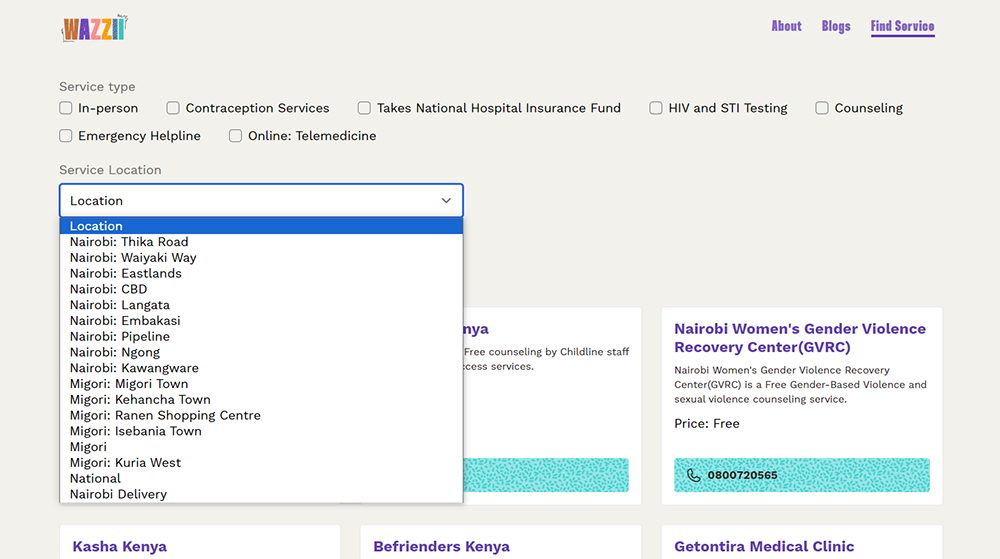 WAZZII
About Blogs Find Service
Service type
In-person Contraception Services Takes National Hospital Insurance Fund HIV and STI Testing Counseling
Emergency Helpline Online: Telemedicine
Service Location
Location
Location
Nairobi: Thika Road
Nairobi: Waiyaki Way
Nairobi: Eastlands
Nairobi: CBD
Nairobi: Langata
Nairobi: Embakasi
Nairobi: Pipeline
Nairobi: Ngong
Nairobi: Kawangware
Migori: Migori Town
Migori: Kehancha Town
Migori: Ranen Shopping Centre
Migori: Isebania Town
Migori
Migori: Kuria West
National
Nairobi Delivery
nya
Free counseling by Childline staff
ccess services.
Nairobi Women's Gender Violence
Recovery Center(GVRC)
Nairobi Women's Gender Violence Recovery
Center(GVRC) is a Free Gender-Based Violence and
sexual violence counseling service.
Price: Free
0800720565
Kasha Kenya
Befrienders Kenya
Getontira Medical Clinic